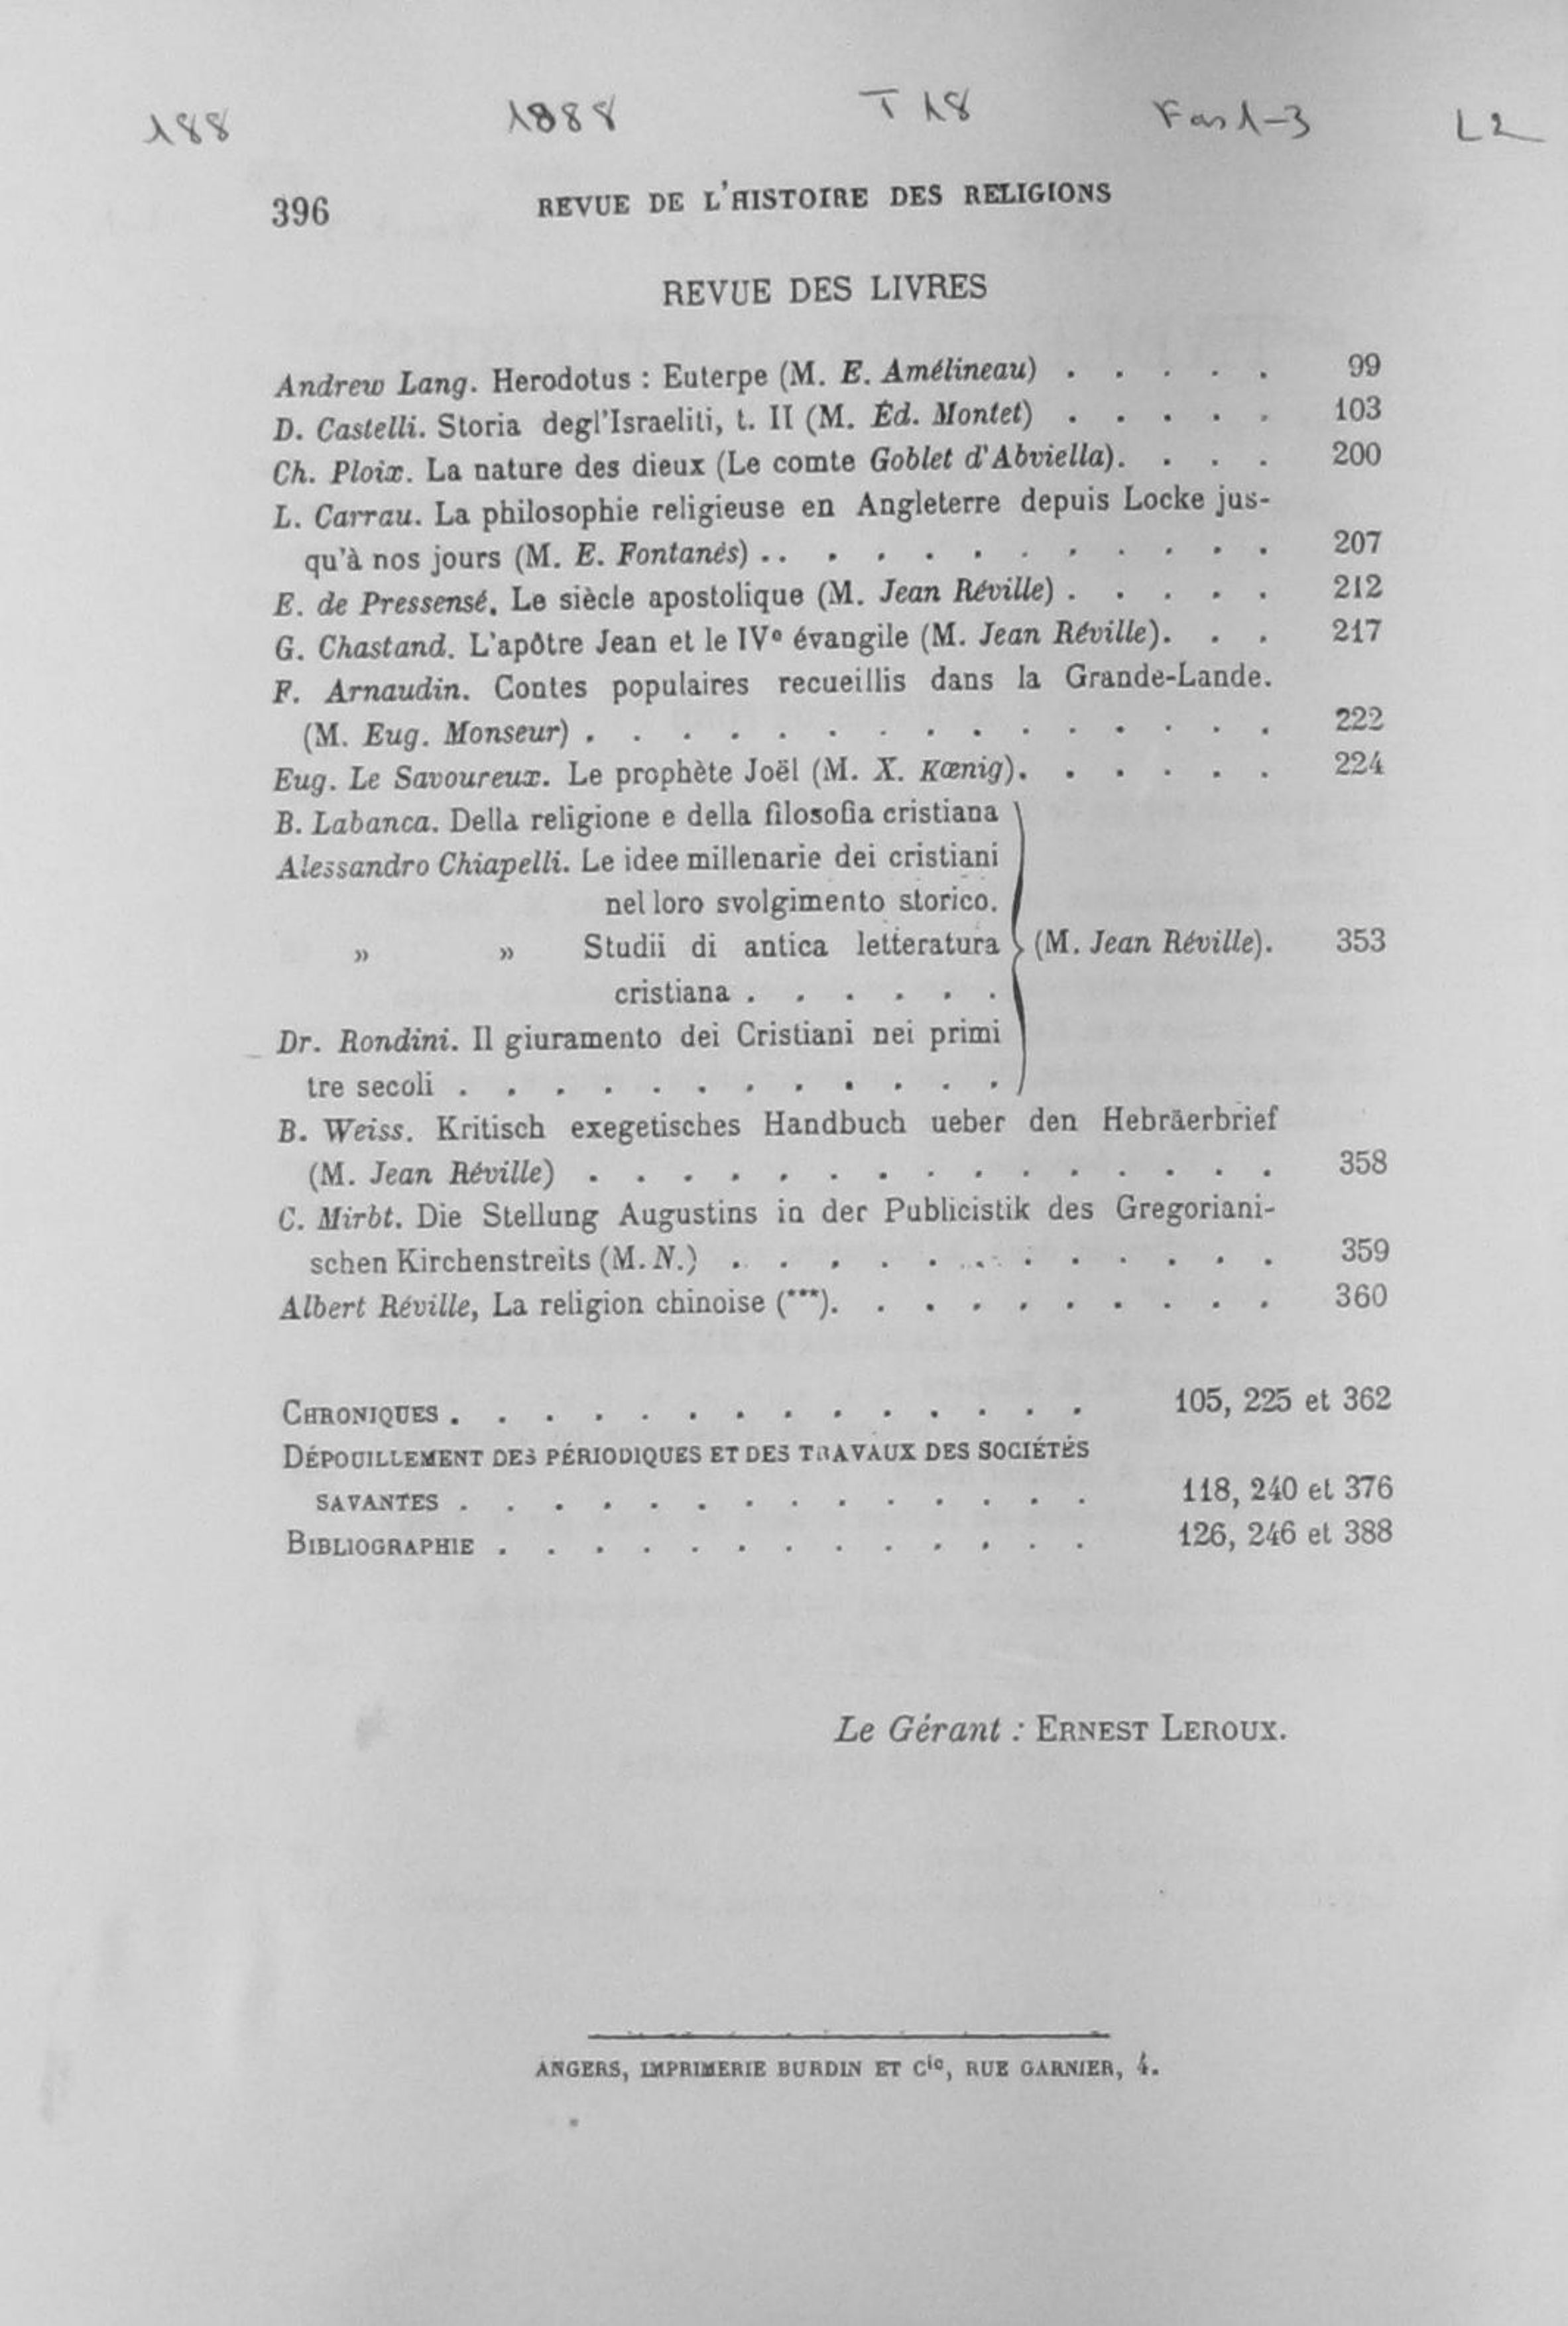 188 1888 T 18 Fas 1-3 L2
396 REVUE DE L'HISTOIRE DES RELIGIONS
REVUE DES LIVRES
Andrew Lang. Herodotus : Euterpe (M. E. Amélineau) . . . . . 99
D. Castelli. Storia degl'Israeliti, t. II (M. Éd. Montet) . . . . . 103
Ch. Ploix. La nature des dieux (Le comte Goblet d'Abviella). . . . 200
L. Carrau. La philosophie religieuse en Angleterre depuis Locke jus-
qu'à nos jours (M. E. Fontanés) . . . . . . . . . . . . 207
E. de Pressensé. Le siècle apostolique (M. Jean Réville) . . . . . 212
G. Chastand. L'apôtre Jean et le IVe évangile (M. Jean Réville). . . 217
F. Arnaudin. Contes populaires recueillis dans la Grande-Lande.
(M. Eug. Monseur) . . . . . . . . . . . . . . . 222
Eug. Le Savoureux. Le prophète Joël (M. X. Kœnig). . . . . . 224
B. Labanca. Della religione e della filosofia cristiana
Alessandro Chiapelli. Le idee millenarie dei cristiani
nel loro svolgimento storico.
» » Studii di antica letteratura (M. Jean Réville). 353
cristiana . . . . . .
Dr. Rondini. Il giuramento dei Cristiani nei primi
tre secoli . . . . . . . . . . . .
B. Weiss. Kritisch exegetisches Handbuch ueber den Hebräerbrief
(M. Jean Réville) . . . . . . . . . . . . . . . 358
C. Mirbt. Die Stellung Augustins in der Publicistik des Gregoriani-
schen Kirchenstreits (M. N.) . . . . . . . . . . . . 359
Albert Réville, La religion chinoise (***). . . . . . . . . . 360
CHRONIQUES . . . . . . . . . . . . . . 105, 225 et 362
DÉPOUILLEMENT DES PÉRIODIQUES ET DES TRAVAUX DES SOCIÉTÉS
SAVANTES . . . . . . . . . . . . . . 118, 240 et 376
BIBLIOGRAPHIE . . . . . . . . . . . . . 126, 246 et 388
Le Gérant : ERNEST LEROUX.
ANGERS, IMPRIMERIE BURDIN ET Cie, RUE GARNIER, 4.